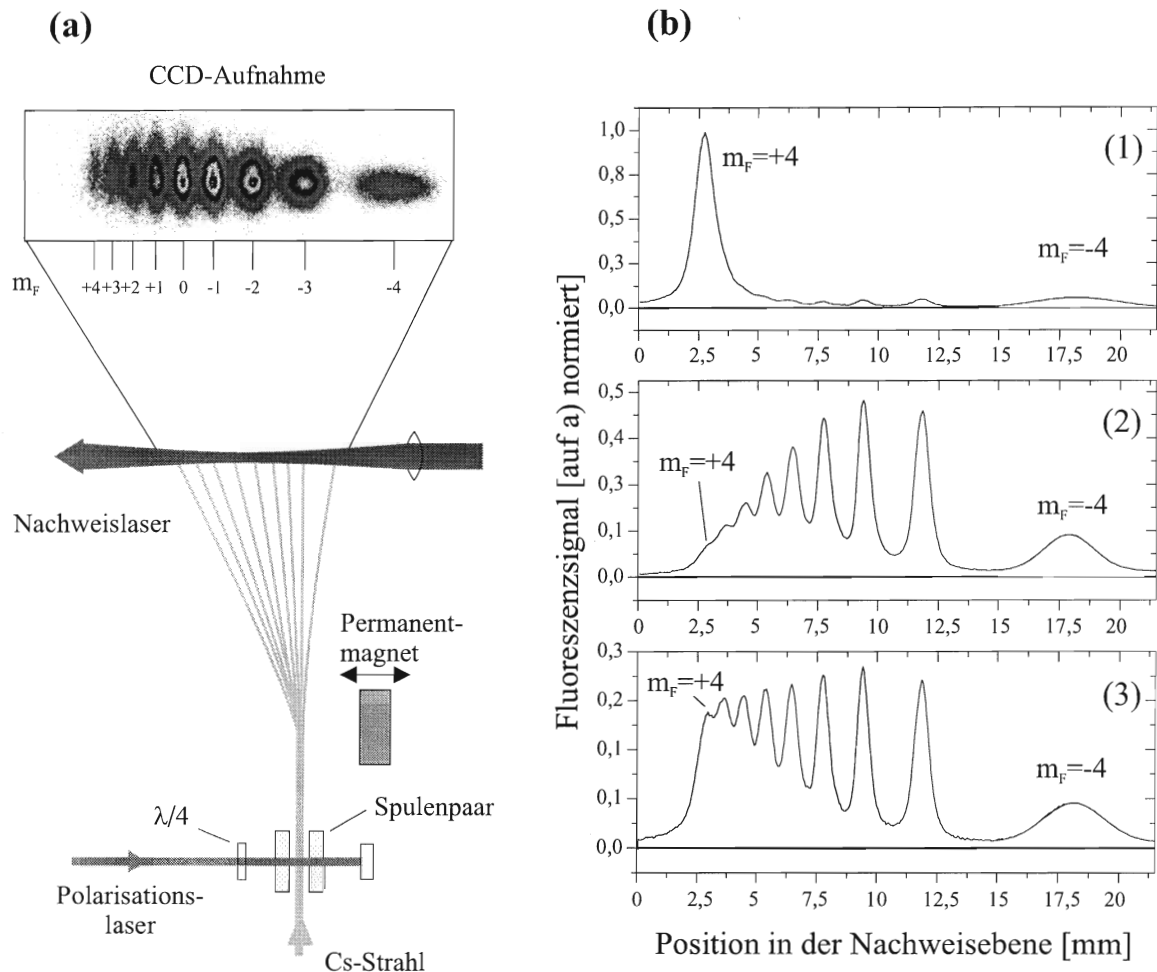 (a)
CCD-Aufnahme
m_F +4 +3 +2 +1 0 -1 -2 -3 -4
Nachweislaser
Permanent-
magnet
λ/4
Spulenpaar
Polarisations-
laser
Cs-Strahl
(b)
Fluoreszenzsignal [auf a) normiert]
(1)
m_F=+4
m_F=-4
1,0
0,8
0,5
0,3
0,0
0 2,5 5 7,5 10 12,5 15 17,5 20
(2)
m_F=+4
m_F=-4
0,5
0,4
0,3
0,1
0,0
0 2,5 5 7,5 10 12,5 15 17,5 20
(3)
m_F=+4
m_F=-4
0,3
0,2
0,1
0,1
0,0
0 2,5 5 7,5 10 12,5 15 17,5 20
Position in der Nachweisebene [mm]